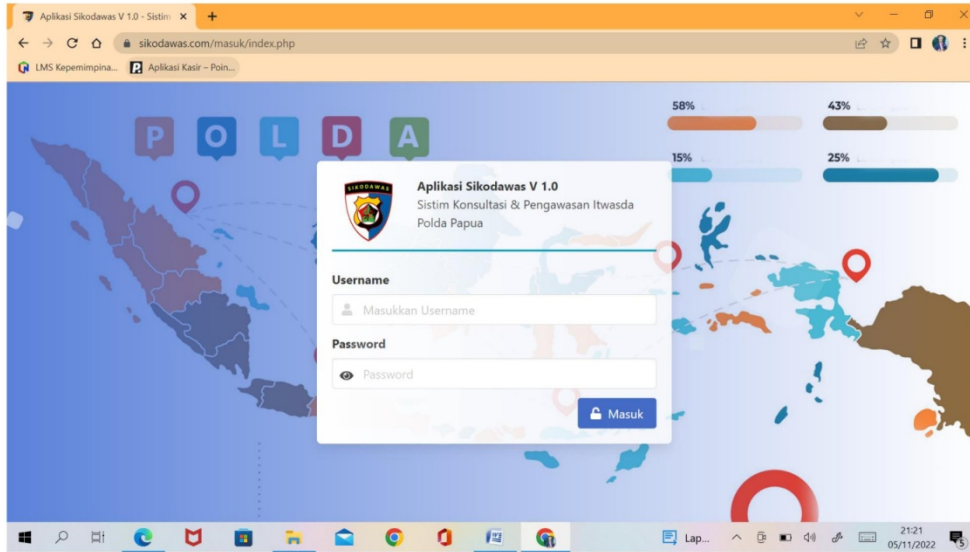 Aplikasi Sikodawas V 1.0 - Sistim
sikodawas.com/masuk/index.php
LMS Kepemimpina... Aplikasi Kasir – Poin...
POLDA
58% 43%
15% 25%
SIKODAWAS
Aplikasi Sikodawas V 1.0
Sistim Konsultasi & Pengawasan Itwasda
Polda Papua
Username
Masukkan Username
Password
Password
Masuk
Lap...
21:21
05/11/2022
5